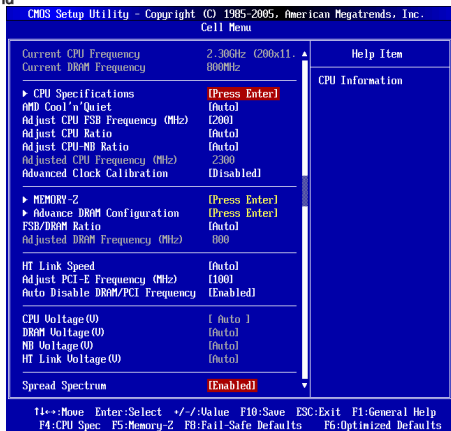 CMOS Setup Utility - Copyright (C) 1985-2005, American Megatrends, Inc.
Cell Menu
Current CPU Frequency 2.30GHz (200x11.
Current DRAM Frequency 800MHz
Help Item
CPU Information
▶ CPU Specifications [Press Enter]
AMD Cool'n'Quiet [Auto]
Adjust CPU FSB Frequency (MHz) [200]
Adjust CPU Ratio [Auto]
Adjust CPU-NB Ratio [Auto]
Adjusted CPU Frequency (MHz) 2300
Advanced Clock Calibration [Disabled]
▶ MEMORY-Z [Press Enter]
▶ Advance DRAM Configuration [Press Enter]
FSB/DRAM Ratio [Auto]
Adjusted DRAM Frequency (MHz) 800
HT Link Speed [Auto]
Adjust PCI-E Frequency (MHz) [100]
Auto Disable DRAM/PCI Frequency [Enabled]
CPU Voltage(V) [ Auto ]
DRAM Voltage(V) [Auto]
NB Voltage(V) [Auto]
HT Link Voltage(V) [Auto]
Spread Spectrum [Enabled]
↑↓↔:Move Enter:Select +/-/:Value F10:Save ESC:Exit F1:General Help
F4:CPU Spec F5:Memory-Z F8:Fail-Safe Defaults F6:Optimized Defaults